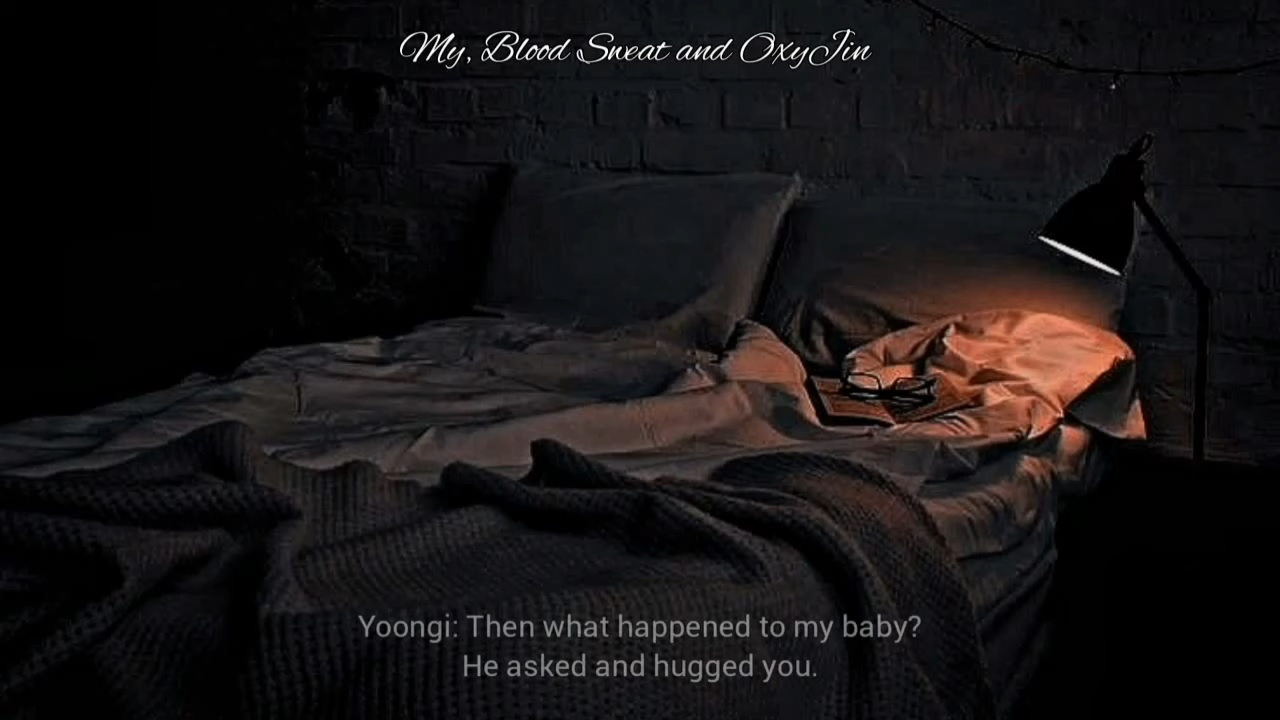 My, Blood Sweat and OxyJin
Yoongi: Then what happened to my baby?
He asked and hugged you.